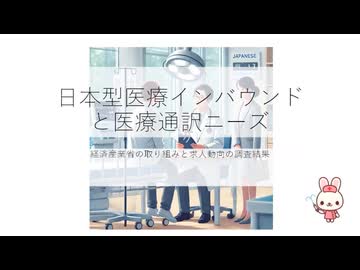 JAPANESE
日本型医療インバウンド
と医療通訳ニーズ
経済産業省の取り組みと求人動向の調査結果